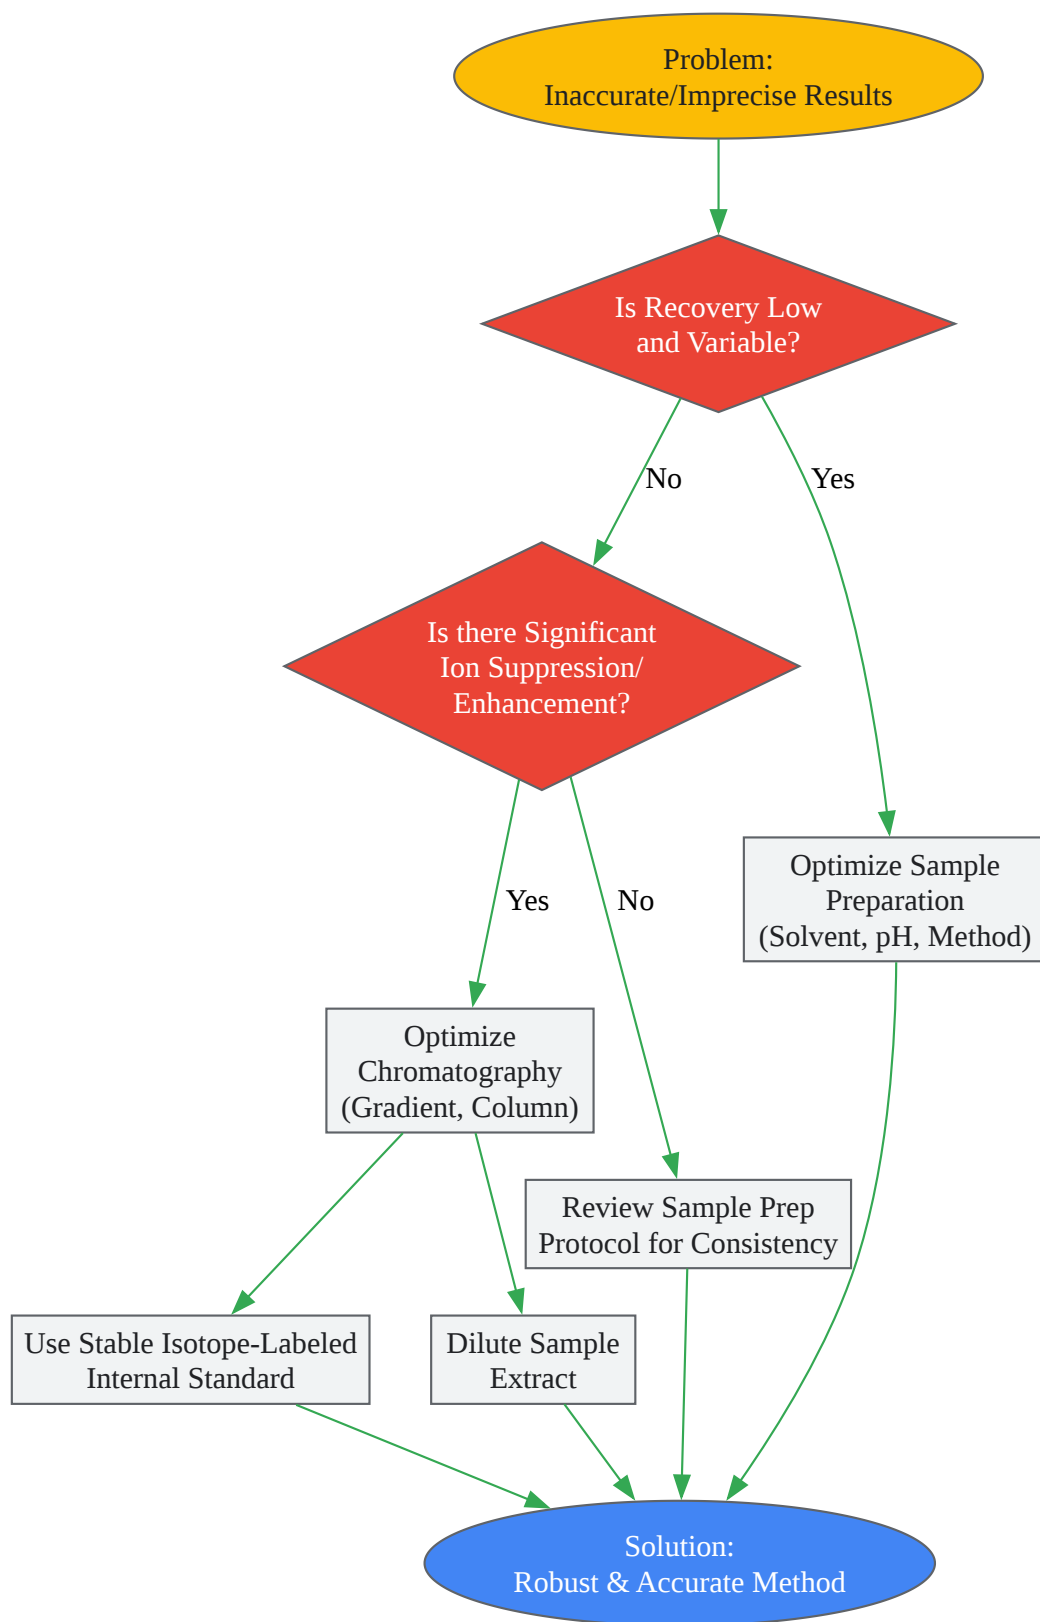 Problem:
Inaccurate/Imprecise Results
Is Recovery Low
and Variable?
No
Yes
Is there Significant
Ion Suppression/
Enhancement?
Optimize Sample
Preparation
(Solvent, pH, Method)
Yes
No
Optimize
Chromatography
(Gradient, Column)
Review Sample Prep
Protocol for Consistency
Use Stable Isotope-Labeled
Internal Standard
Dilute Sample
Extract
Solution:
Robust & Accurate Method